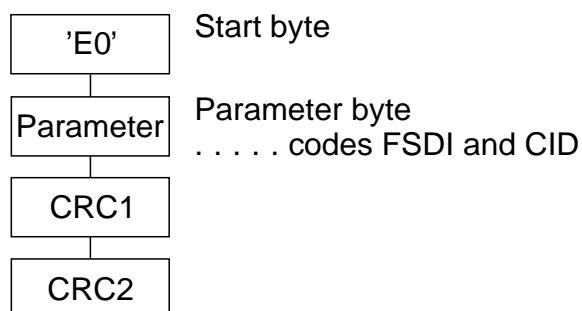 ’E0’ Start byte
Parameter Parameter byte
. . . . . codes FSDI and CID
CRC1
CRC2